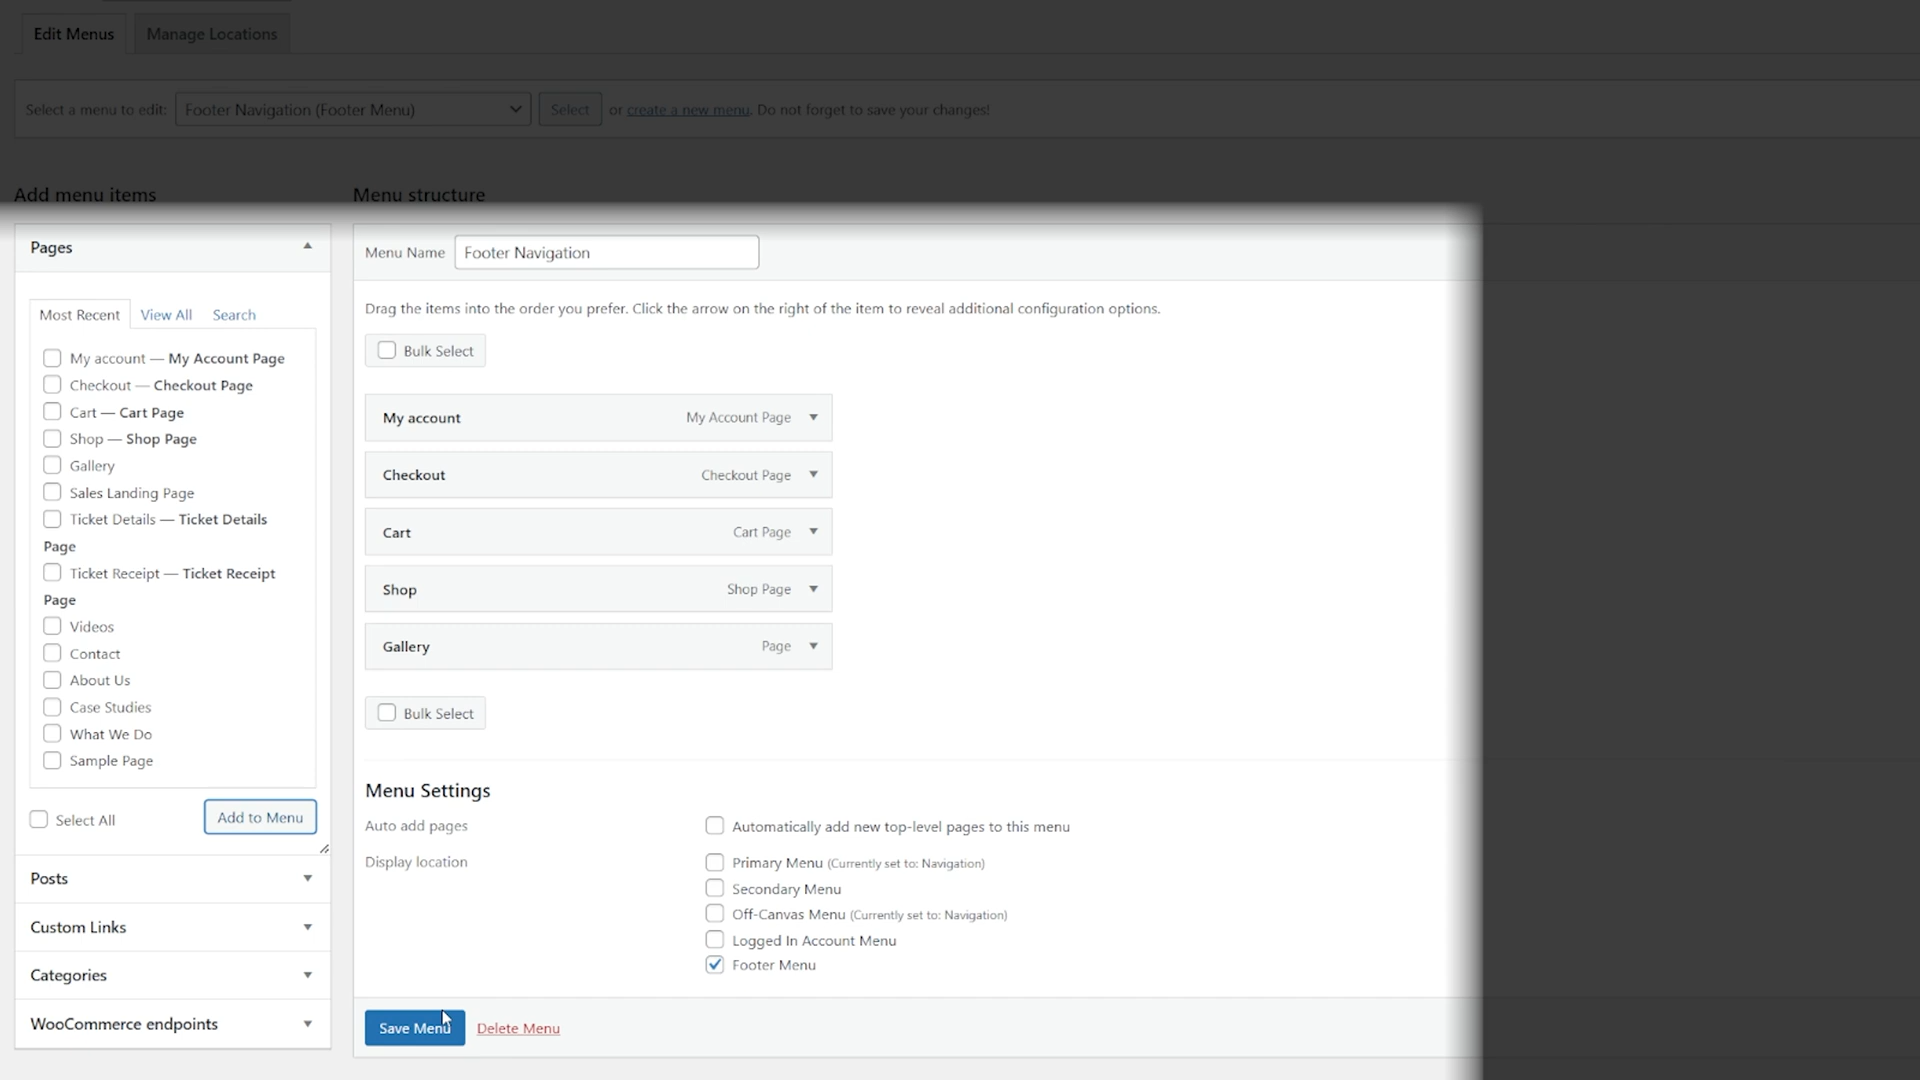 Edit Menus
Manage Locations
Select a menu to edit: Footer Navigation (Footer Menu) Select or create a new menu. Do not forget to save your changes!
Add menu items
Menu structure
Pages
Most Recent View All Search
My account — My Account Page
Checkout — Checkout Page
Cart — Cart Page
Shop — Shop Page
Gallery
Sales Landing Page
Ticket Details — Ticket Details
Page
Ticket Receipt — Ticket Receipt
Page
Videos
Contact
About Us
Case Studies
What We Do
Sample Page
Select All
Add to Menu
Posts
Custom Links
Categories
WooCommerce endpoints
Menu Name Footer Navigation
Drag the items into the order you prefer. Click the arrow on the right of the item to reveal additional configuration options.
Bulk Select
My account My Account Page
Checkout Checkout Page
Cart Cart Page
Shop Shop Page
Gallery Page
Bulk Select
Menu Settings
Auto add pages
Automatically add new top-level pages to this menu
Display location
Primary Menu (Currently set to: Navigation)
Secondary Menu
Off-Canvas Menu (Currently set to: Navigation)
Logged In Account Menu
Footer Menu
Save Menu
Delete Menu